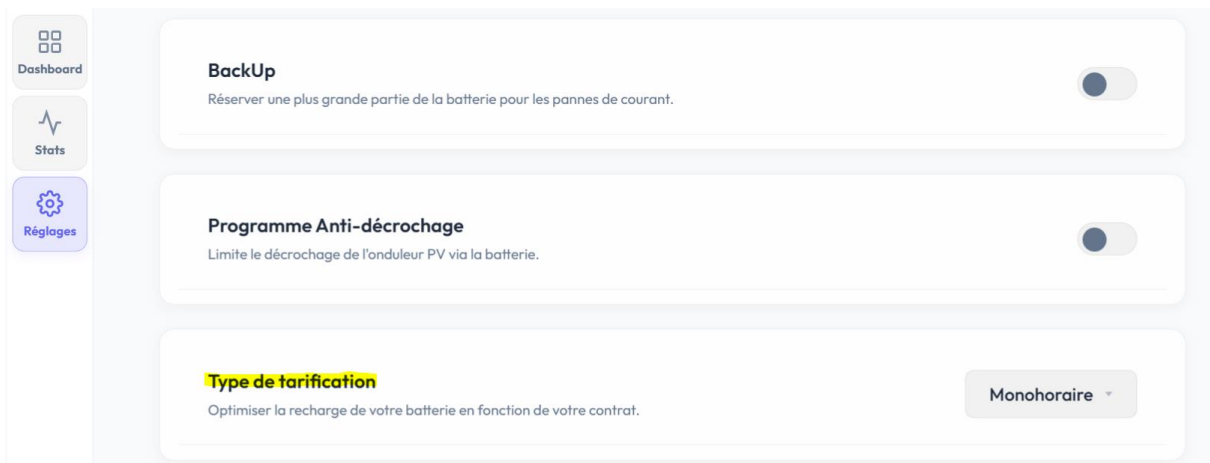 Dashboard
Stats
Réglages
BackUp
Réserver une plus grande partie de la batterie pour les pannes de courant.
Programme Anti-décrochage
Limite le décrochage de l'onduleur PV via la batterie.
Type de tarification
Optimiser la recharge de votre batterie en fonction de votre contrat.
Monohoraire